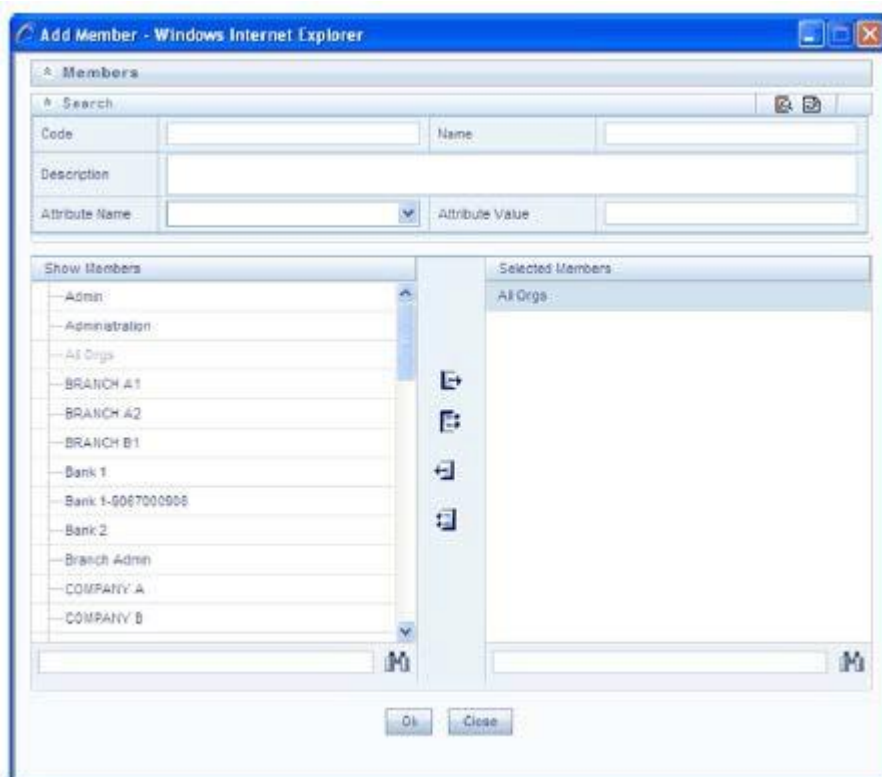 Add Member - Windows Internet Explorer
Members
Search
Code
Name
Description
Attribute Name
Attribute Value
Show Members
Selected Members
Admin
Administration
All Orgs
BRANCH A1
BRANCH A2
BRANCH B1
Bank 1
Bank 1-9067000908
Bank 2
Branch Admin
COMPANY A
COMPANY B
All Orgs
Ok
Close